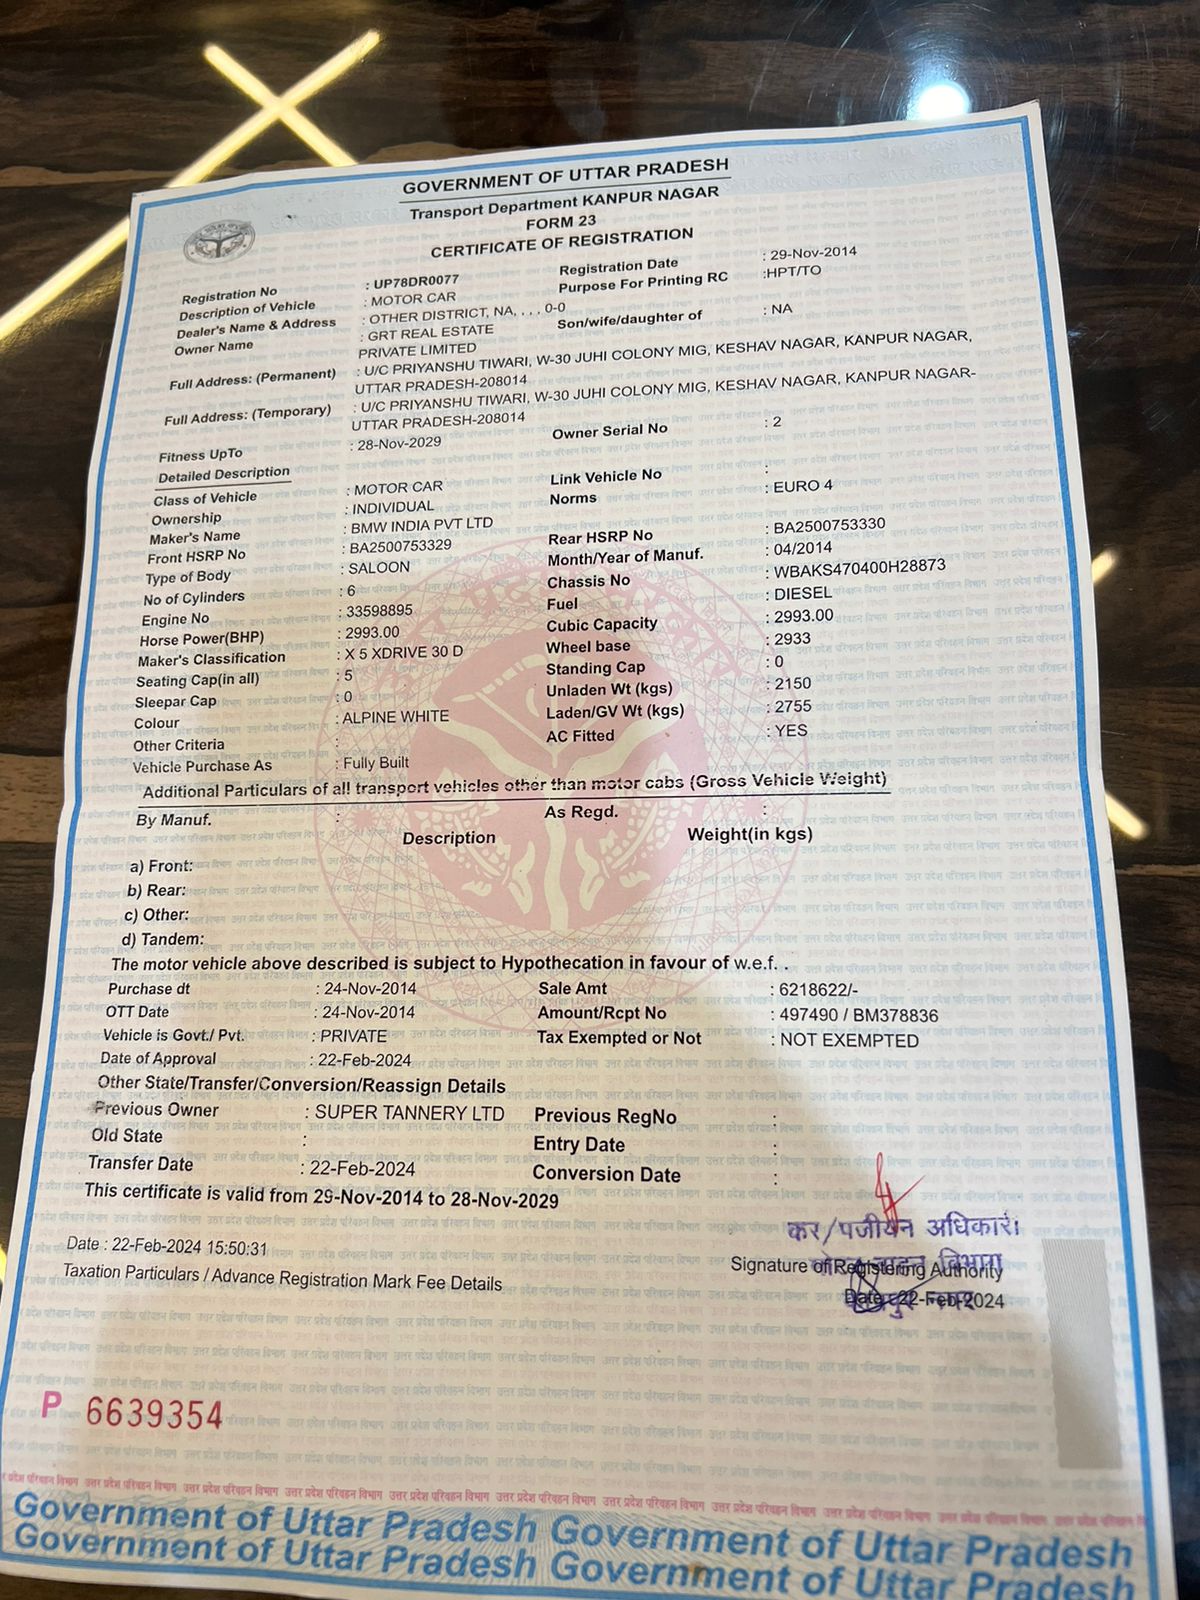 GOVERNMENT OF UTTAR PRADESH
Transport Department KANPUR NAGAR
FORM 23
CERTIFICATE OF REGISTRATION
Registration No : UP78DR0077 Registration Date : 29-Nov-2014
Description of Vehicle : MOTOR CAR Purpose For Printing RC :HPT/TO
Dealer's Name & Address : OTHER DISTRICT, NA, . . . 0-0
Owner Name : GRT REAL ESTATE PRIVATE LIMITED Son/wife/daughter of : NA
Full Address: (Permanent) : U/C PRIYANSHU TIWARI, W-30 JUHI COLONY MIG, KESHAV NAGAR, KANPUR NAGAR,
UTTAR PRADESH-208014
Full Address: (Temporary) : U/C PRIYANSHU TIWARI, W-30 JUHI COLONY MIG, KESHAV NAGAR, KANPUR NAGAR-
UTTAR PRADESH-208014
Fitness UpTo : 28-Nov-2029 Owner Serial No : 2
Detailed Description
Class of Vehicle : MOTOR CAR Link Vehicle No :
Ownership : INDIVIDUAL Norms : EURO 4
Maker's Name : BMW INDIA PVT LTD
Front HSRP No : BA2500753329 Rear HSRP No : BA2500753330
Type of Body : SALOON Month/Year of Manuf. : 04/2014
No of Cylinders : 6 Chassis No : WBAKS470400H28873
Engine No : 33598895 Fuel : DIESEL
Horse Power(BHP) : 2993.00 Cubic Capacity : 2993.00
Maker's Classification : X 5 XDRIVE 30 D Wheel base : 2933
Seating Cap(in all) : 5 Standing Cap : 0
Sleepar Cap : 0 Unladen Wt (kgs) : 2150
Colour : ALPINE WHITE Laden/GV Wt (kgs) : 2755
Other Criteria : AC Fitted : YES
Vehicle Purchase As : Fully Built
Additional Particulars of all transport vehicles other than motor cabs (Gross Vehicle Weight)
By Manuf. : As Regd. :
Description Weight(in kgs)
a) Front:
b) Rear:
c) Other:
d) Tandem:
The motor vehicle above described is subject to Hypothecation in favour of w.e.f. .
Purchase dt : 24-Nov-2014 Sale Amt : 6218622/-
OTT Date : 24-Nov-2014 Amount/Rcpt No : 497490 / BM378836
Vehicle is Govt./ Pvt. : PRIVATE Tax Exempted or Not : NOT EXEMPTED
Date of Approval : 22-Feb-2024
Other State/Transfer/Conversion/Reassign Details
Previous Owner : SUPER TANNERY LTD Previous RegNo :
Old State : Entry Date :
Transfer Date : 22-Feb-2024 Conversion Date :
This certificate is valid from 29-Nov-2014 to 28-Nov-2029
Date : 22-Feb-2024 15:50:31
Taxation Particulars / Advance Registration Mark Fee Details
कर/पंजीयन अधिकारी
Signature of Registering Authority
Date : 22-Feb-2024
P 6639354
उत्तर प्रदेश परिवहन विभाग
Government of Uttar Pradesh Government of Uttar Pradesh
Government of Uttar Pradesh Government of Uttar Pradesh